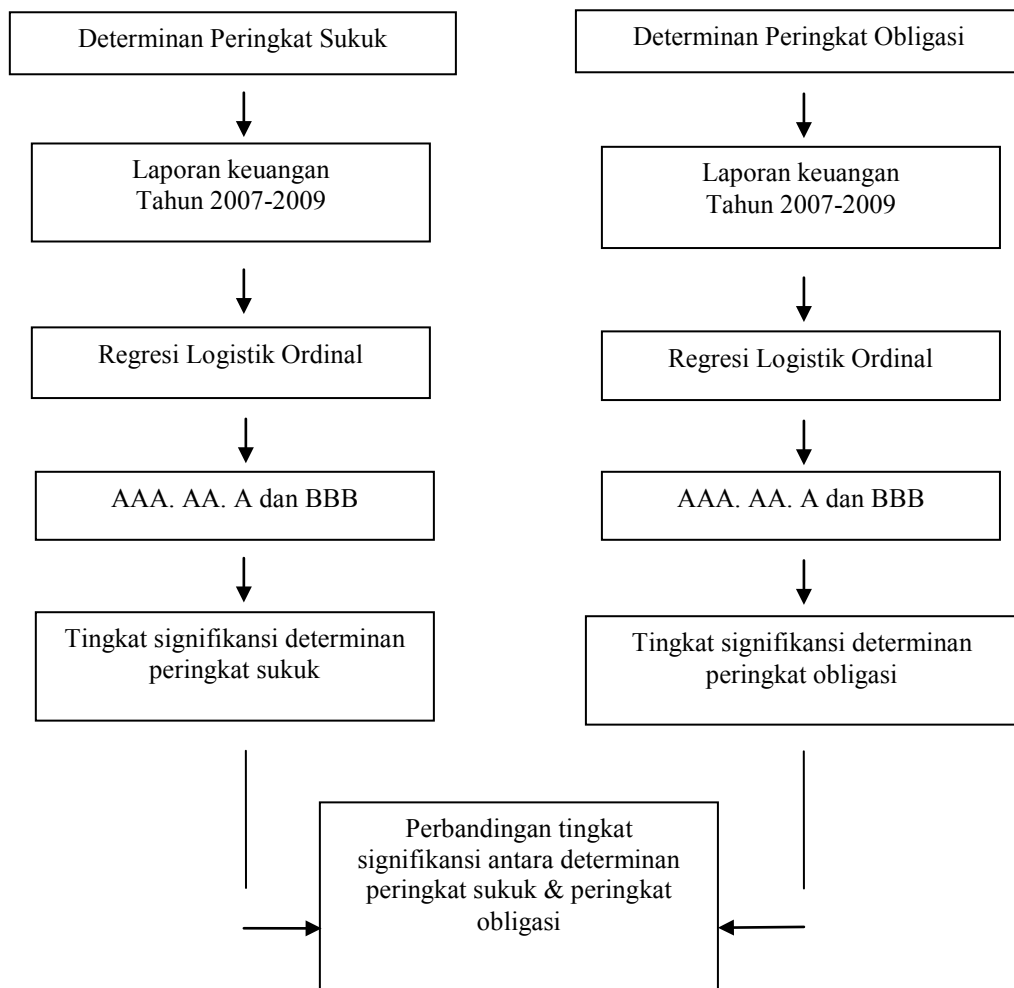 Determinan Peringkat Sukuk
Determinan Peringkat Obligasi
Laporan keuangan
Tahun 2007-2009
Laporan keuangan
Tahun 2007-2009
Regresi Logistik Ordinal
Regresi Logistik Ordinal
AAA. AA. A dan BBB
AAA. AA. A dan BBB
Tingkat signifikansi determinan
peringkat sukuk
Tingkat signifikansi determinan
peringkat obligasi
Perbandingan tingkat
signifikansi antara determinan
peringkat sukuk & peringkat
obligasi